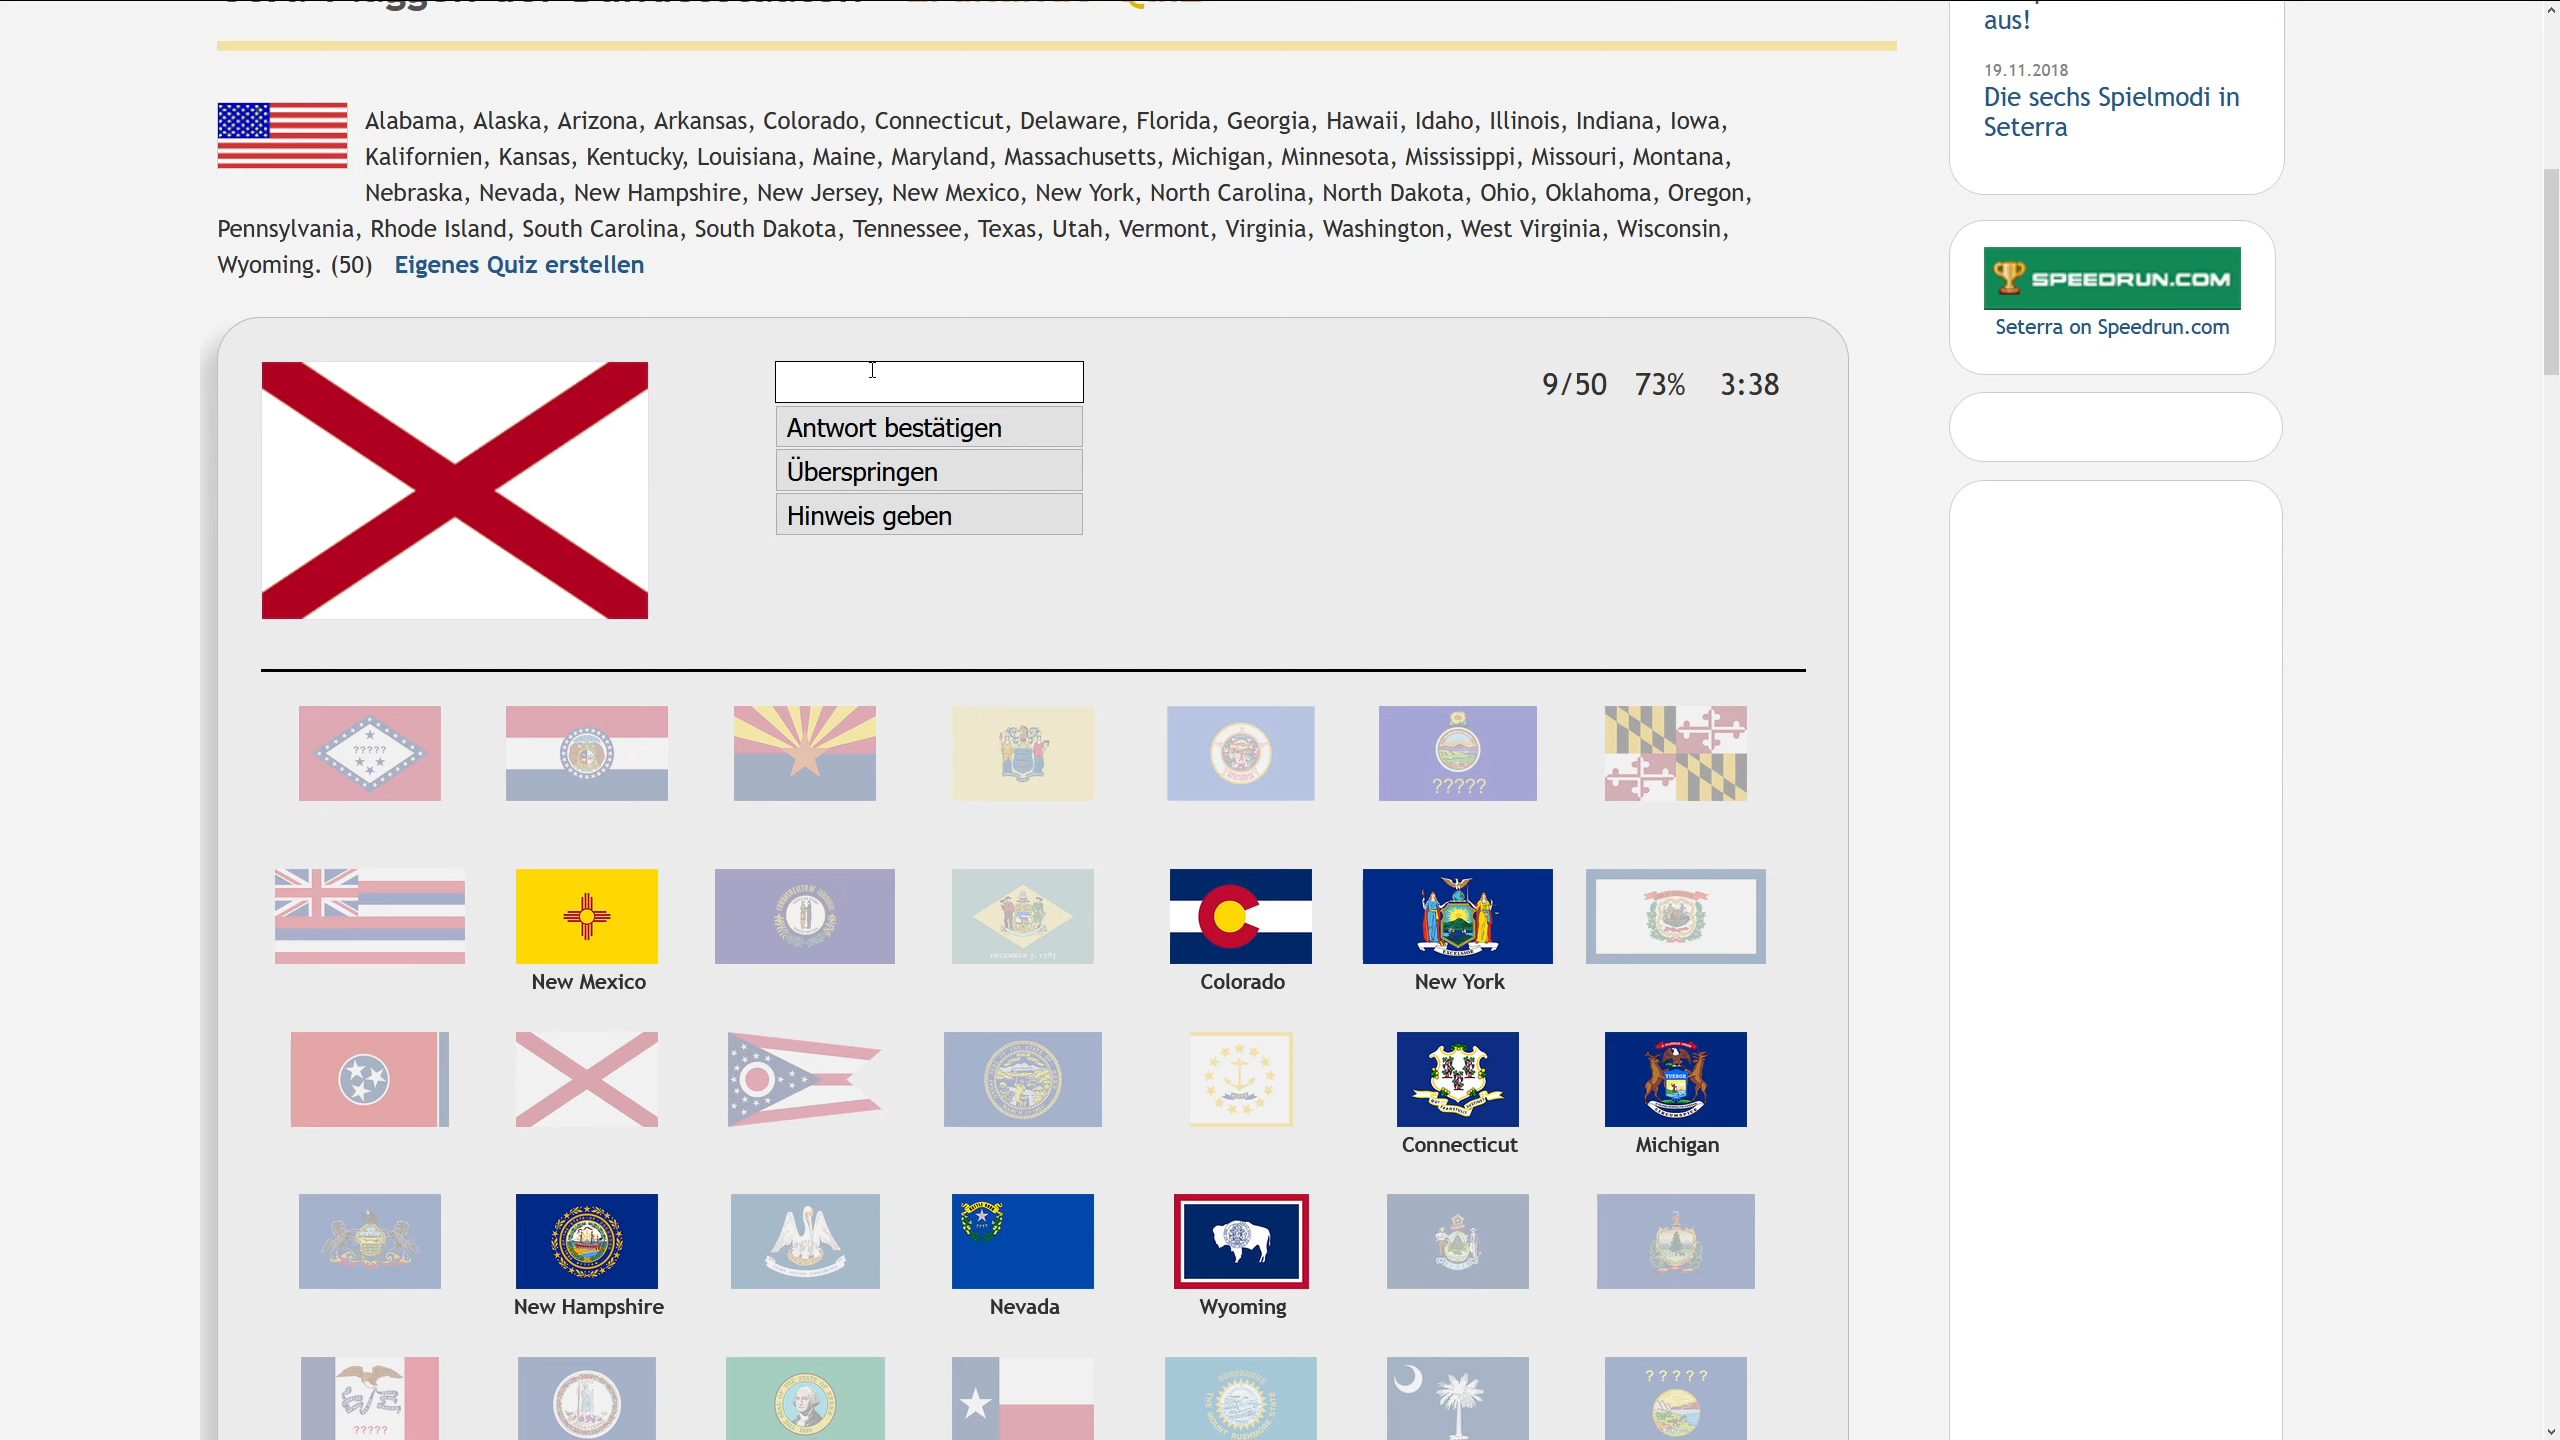 aus!
19.11.2018
Die sechs Spielmodi in
Seterra
Alabama, Alaska, Arizona, Arkansas, Colorado, Connecticut, Delaware, Florida, Georgia, Hawaii, Idaho, Illinois, Indiana, Iowa,
Kalifornien, Kansas, Kentucky, Louisiana, Maine, Maryland, Massachusetts, Michigan, Minnesota, Mississippi, Missouri, Montana,
Nebraska, Nevada, New Hampshire, New Jersey, New Mexico, New York, North Carolina, North Dakota, Ohio, Oklahoma, Oregon,
Pennsylvania, Rhode Island, South Carolina, South Dakota, Tennessee, Texas, Utah, Vermont, Virginia, Washington, West Virginia, Wisconsin,
Wyoming. (50) Eigenes Quiz erstellen
SPEEDRUN.COM
Seterra on Speedrun.com
9/50 73% 3:38
Antwort bestätigen
Überspringen
Hinweis geben
?????
?????
DECEMBER 7, 1787
EXCELSIOR
New Mexico
Colorado
New York
TUEBOR
Connecticut
Michigan
New Hampshire
Nevada
Wyoming
?????
?????